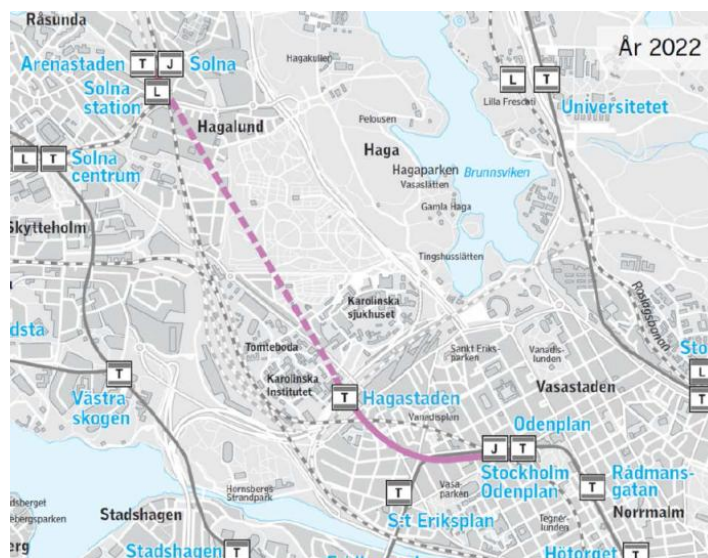 Råsunda
År 2022
Arenastaden T J Solna
Solna
station
L
Hagakullen
L T
Lilla Frescati
Universitetet
Pelousen
Hagalund
Haga
Hagaparken
Vasaslätten
Brunnsviken
L T Solna
centrum
Gamla Haga
Skytteholm
Tingshusslätten
Karolinska
sjukhuset
Roslagsbanan
Tomteboda
Sankt Eriks-
parken
Vanadis-
lunden
Karolinska
Institutet
T
Västra
skogen
T Hagastaden
Vasastaden
L
T
Vanadisplan
Odenplan
J T
Stockholm
Odenplan
T
Rådmans-
gatan
Hornsbergs
Strandpark
Vasa-
parken
T
S:t Eriksplan
Stadshagen
Tegnér-
lunden
Norrmalm
Stadshagen T
Hötorget T